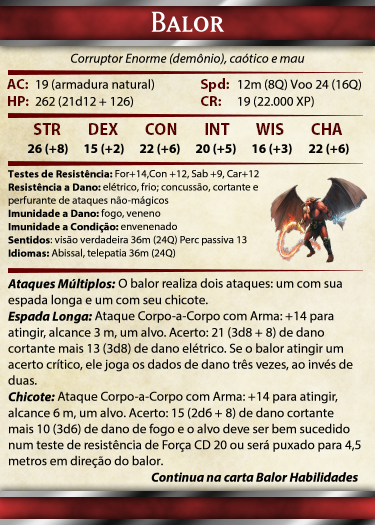 BALOR
Corruptor Enorme (demônio), caótico e mau
AC: 19 (armadura natural) Spd: 12m (8Q) Voo 24 (16Q)
HP: 262 (21d12 + 126) CR: 19 (22.000 XP)
STR DEX CON INT WIS CHA
26 (+8) 15 (+2) 22 (+6) 20 (+5) 16 (+3) 22 (+6)
Testes de Resistência: For+14,Con +12, Sab +9, Car+12
Resistência a Dano: elétrico, frio; concussão, cortante e
perfurante de ataques não-mágicos
Imunidade a Dano: fogo, veneno
Imunidade a Condição: envenenado
Sentidos: visão verdadeira 36m (24Q) Perc passiva 13
Idiomas: Abissal, telepatia 36m (24Q)
Ataques Múltiplos: O balor realiza dois ataques: um com sua
espada longa e um com seu chicote.
Espada Longa: Ataque Corpo-a-Corpo com Arma: +14 para
atingir, alcance 3 m, um alvo. Acerto: 21 (3d8 + 8) de dano
cortante mais 13 (3d8) de dano elétrico. Se o balor atingir um
acerto crítico, ele joga os dados de dano três vezes, ao invés de
duas.
Chicote: Ataque Corpo-a-Corpo com Arma: +14 para atingir,
alcance 6 m, um alvo. Acerto: 15 (2d6 + 8) de dano cortante
mais 10 (3d6) de dano de fogo e o alvo deve ser bem sucedido
num teste de resistência de Força CD 20 ou será puxado para 4,5
metros em direção do balor.
Continua na carta Balor Habilidades